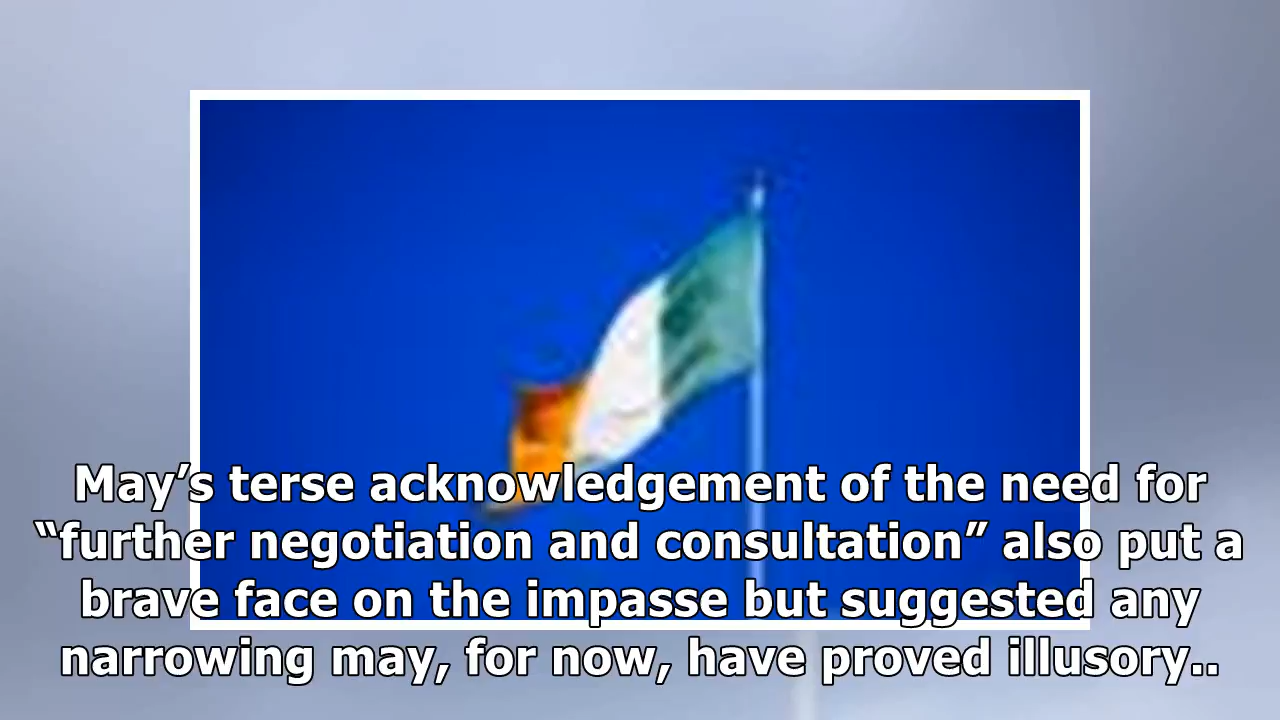 May’s terse acknowledgement of the need for
“further negotiation and consultation” also put a
brave face on the impasse but suggested any
narrowing may, for now, have proved illusory..